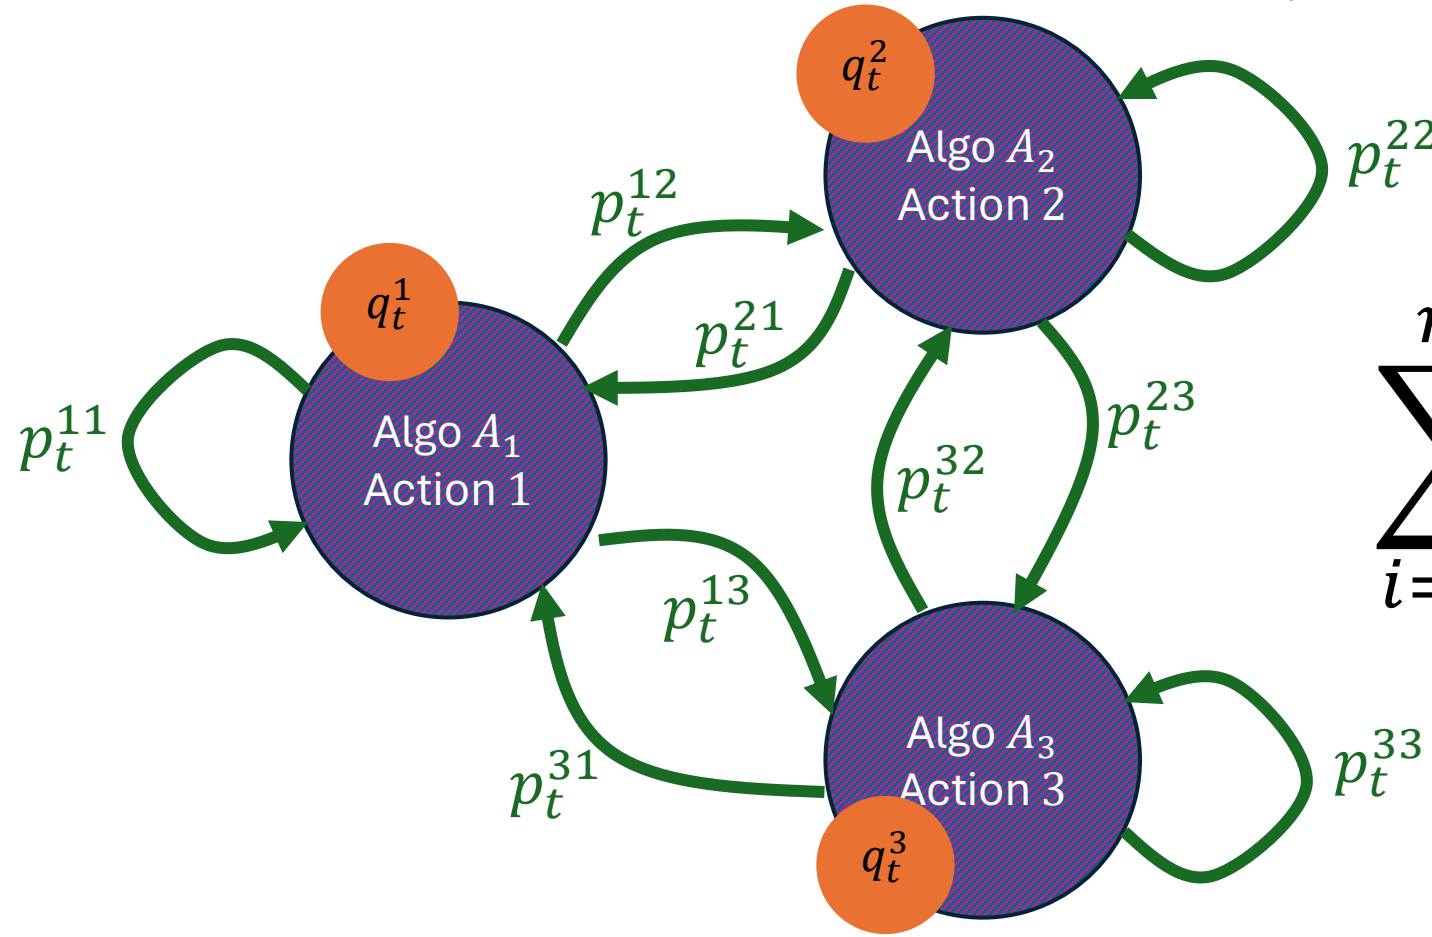 q_t^2
Algo A_2
Action 2
p_t^{22}
p_t^{12}
q_t^1
p_t^{21}
p_t^{11}
Algo A_1
Action 1
p_t^{32}
p_t^{23}
∑
i=
p_t^{13}
p_t^{31}
Algo A_3
Action 3
p_t^{33}
q_t^3